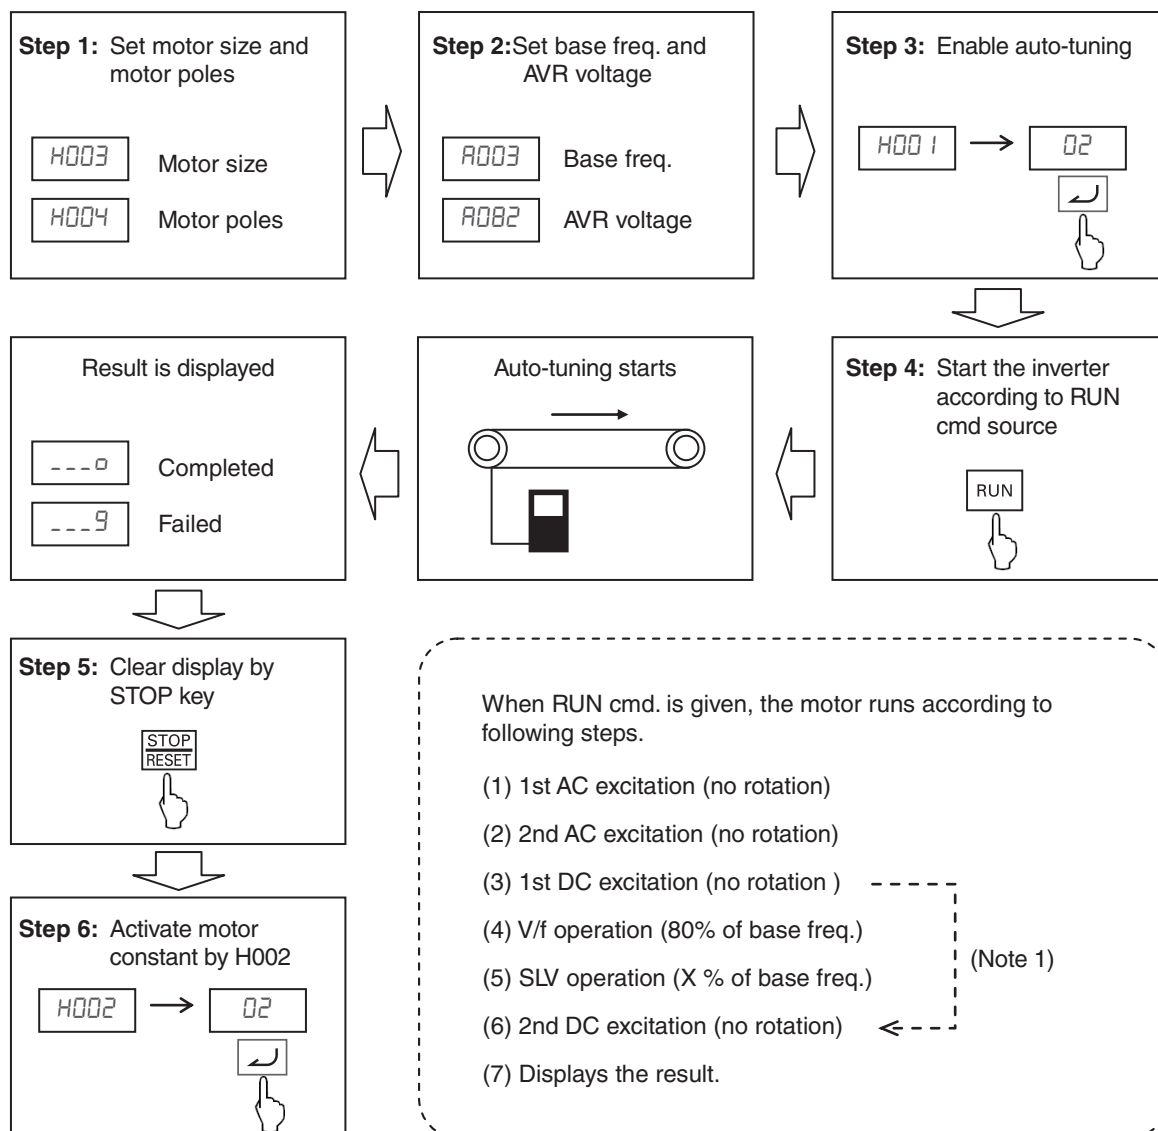 Step 1: Set motor size and
motor poles
H003 Motor size
H004 Motor poles
Step 2:Set base freq. and
AVR voltage
A003 Base freq.
A082 AVR voltage
Step 3: Enable auto-tuning
H001 02
Step 4: Start the inverter
according to RUN
cmd source
RUN
Auto-tuning starts
Result is displayed
_ _ _ o Completed
_ _ _ 9 Failed
Step 5: Clear display by
STOP key
STOP
RESET
Step 6: Activate motor
constant by H002
H002 02
When RUN cmd. is given, the motor runs according to
following steps.
(1) 1st AC excitation (no rotation)
(2) 2nd AC excitation (no rotation)
(3) 1st DC excitation (no rotation )
(4) V/f operation (80% of base freq.)
(5) SLV operation (X % of base freq.)
(Note 1)
(6) 2nd DC excitation (no rotation)
(7) Displays the result.